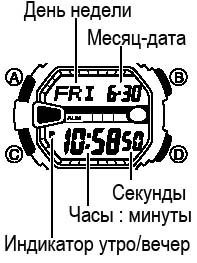 День недели
Месяц-дата
A
B
FRI 6-30
ALM
P 10:58 50
C
D
Секунды
Часы : минуты
Индикатор утро/вечер